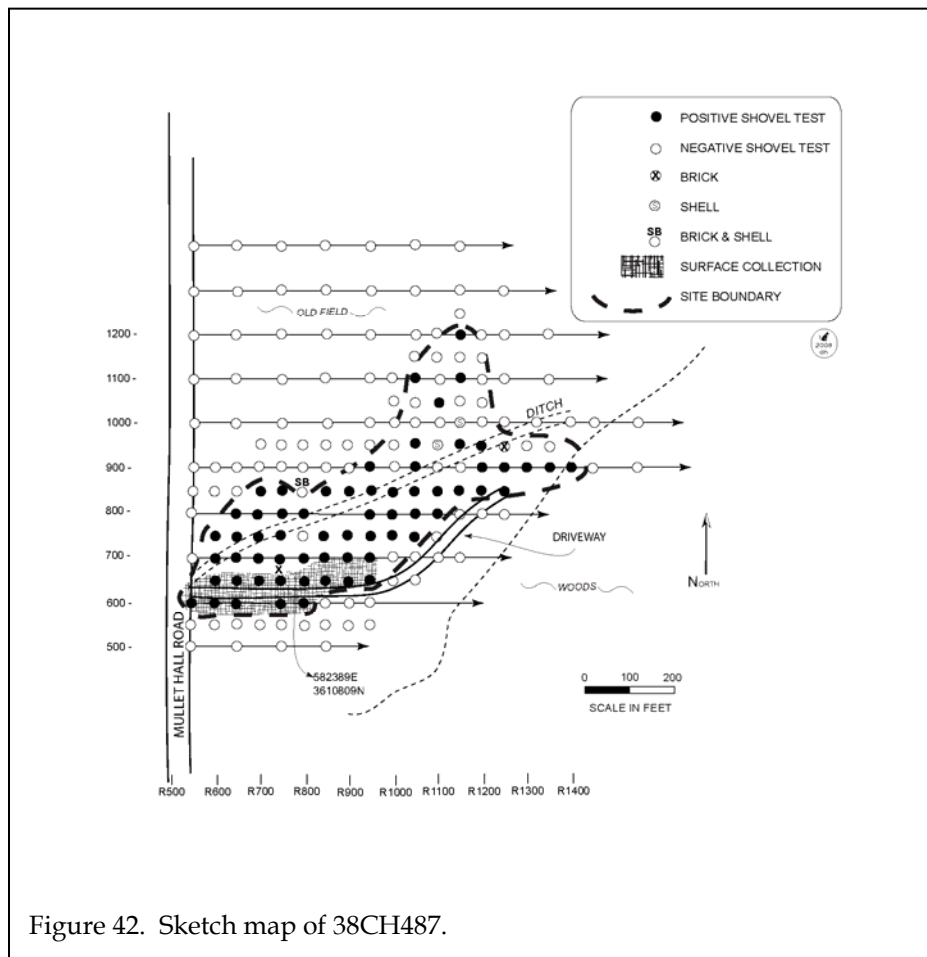 POSITIVE SHOVEL TEST
NEGATIVE SHOVEL TEST
X BRICK
S SHELL
SB BRICK & SHELL
SURFACE COLLECTION
SITE BOUNDARY
2009
OLD FIELD
1200 -
1100 -
1000 -
900 -
800 -
700 -
600 -
500 -
DITCH
S
S
X
SB
X
DRIVEWAY
WOODS
NORTH
MULLET HALL ROAD
582389E
3610809N
0 100 200
SCALE IN FEET
R500 R600 R700 R800 R900 R1000 R1100 R1200 R1300 R1400
Figure 42. Sketch map of 38CH487.